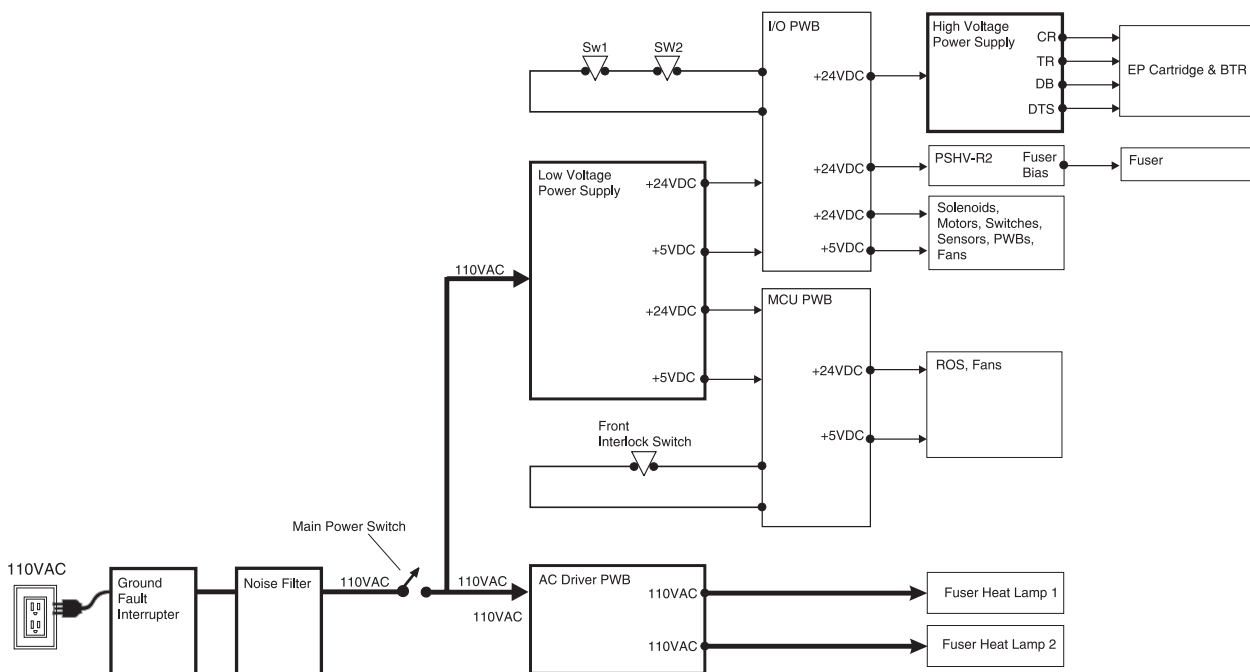 I/O PWB
High Voltage
Power Supply
CR
TR
DB
DTS
EP Cartridge & BTR
Sw1
SW2
+24VDC
+24VDC
+24VDC
+5VDC
PSHV-R2
Fuser
Bias
Fuser
Solenoids,
Motors, Switches,
Sensors, PWBs,
Fans
Low Voltage
Power Supply
+24VDC
+5VDC
+24VDC
+5VDC
110VAC
MCU PWB
+24VDC
+5VDC
ROS, Fans
Front
Interlock Switch
Main Power Switch
110VAC
Ground
Fault
Interrupter
Noise Filter
110VAC
110VAC
110VAC
AC Driver PWB
110VAC
110VAC
Fuser Heat Lamp 1
Fuser Heat Lamp 2